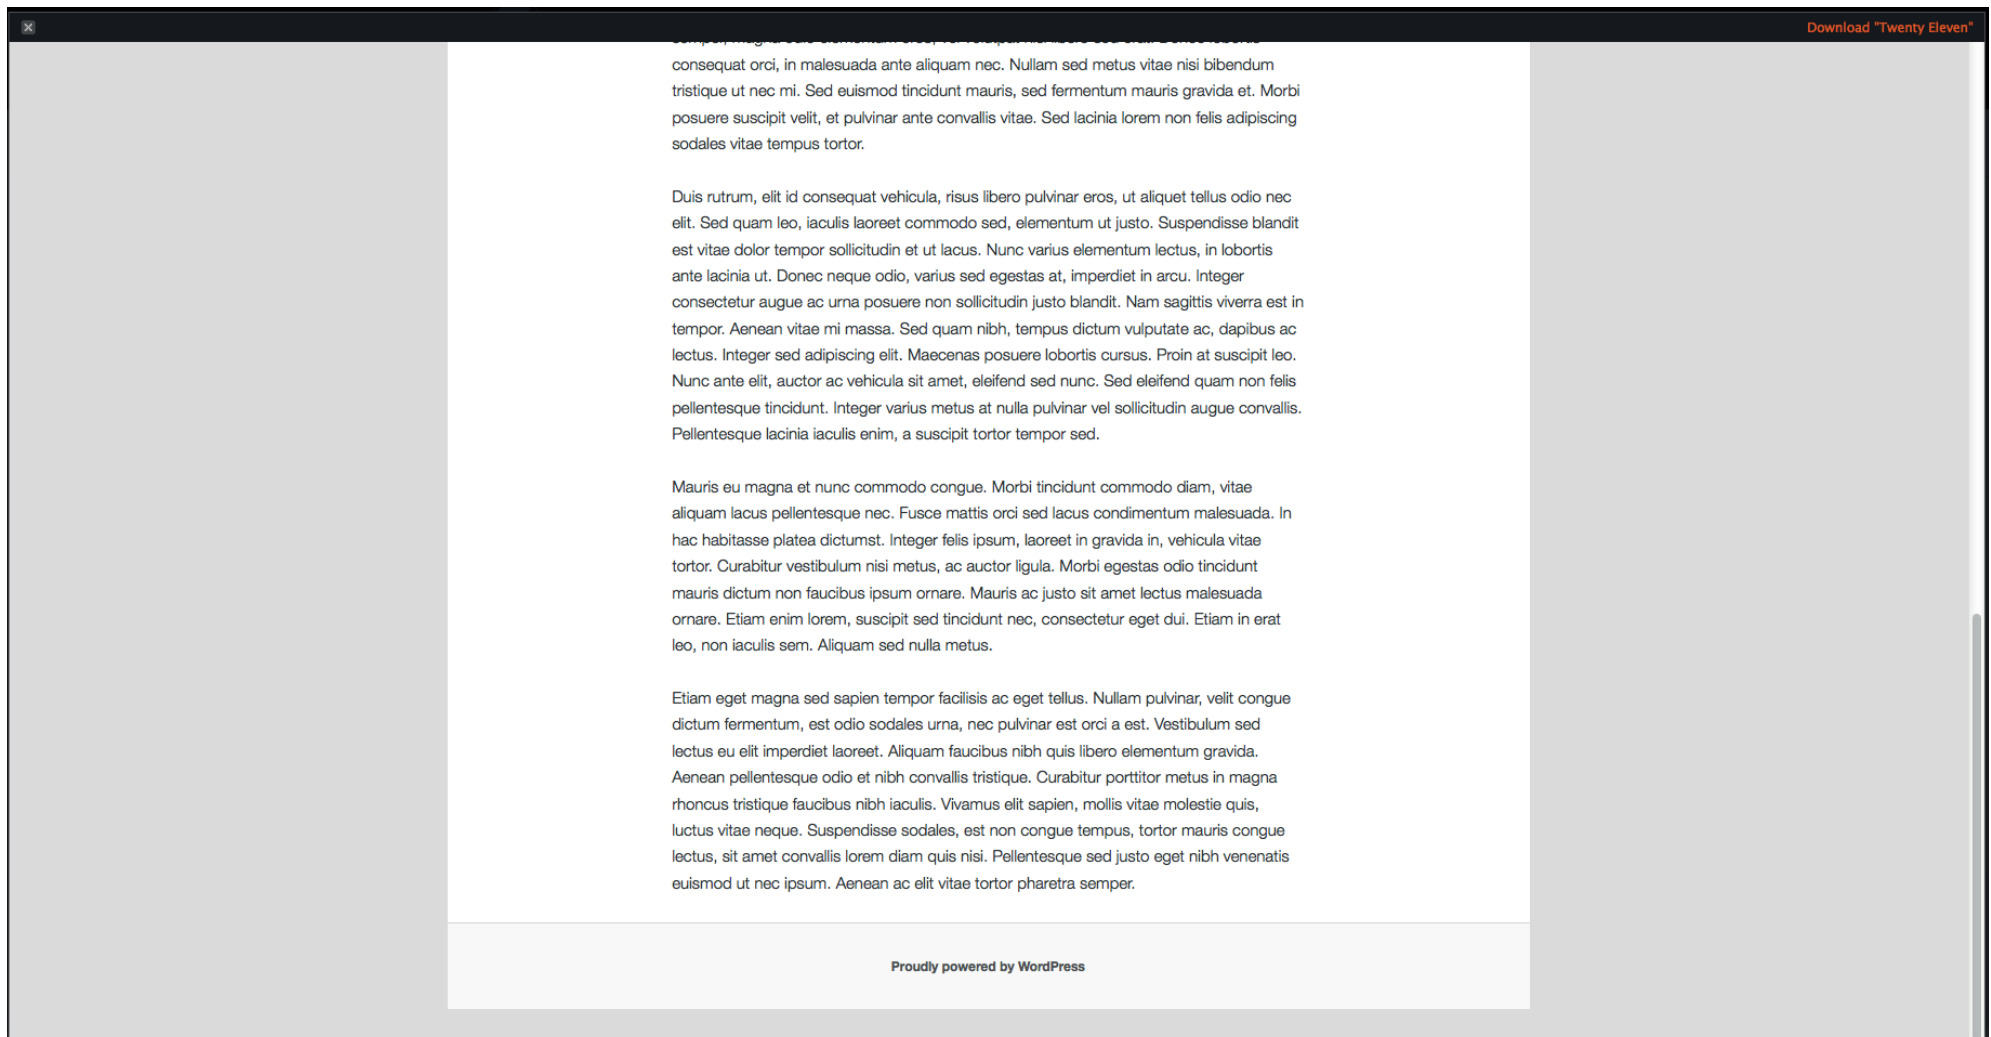 Download "Twenty Eleven"
semper, magna odio elementum eros, vel volutpat nisl libero sed erat. Donec lobortis
consequat orci, in malesuada ante aliquam nec. Nullam sed metus vitae nisi bibendum
tristique ut nec mi. Sed euismod tincidunt mauris, sed fermentum mauris gravida et. Morbi
posuere suscipit velit, et pulvinar ante convallis vitae. Sed lacinia lorem non felis adipiscing
sodales vitae tempus tortor.
Duis rutrum, elit id consequat vehicula, risus libero pulvinar eros, ut aliquet tellus odio nec
elit. Sed quam leo, iaculis laoreet commodo sed, elementum ut justo. Suspendisse blandit
est vitae dolor tempor sollicitudin et ut lacus. Nunc varius elementum lectus, in lobortis
ante lacinia ut. Donec neque odio, varius sed egestas at, imperdiet in arcu. Integer
consectetur augue ac urna posuere non sollicitudin justo blandit. Nam sagittis viverra est in
tempor. Aenean vitae mi massa. Sed quam nibh, tempus dictum vulputate ac, dapibus ac
lectus. Integer sed adipiscing elit. Maecenas posuere lobortis cursus. Proin at suscipit leo.
Nunc ante elit, auctor ac vehicula sit amet, eleifend sed nunc. Sed eleifend quam non felis
pellentesque tincidunt. Integer varius metus at nulla pulvinar vel sollicitudin augue convallis.
Pellentesque lacinia iaculis enim, a suscipit tortor tempor sed.
Mauris eu magna et nunc commodo congue. Morbi tincidunt commodo diam, vitae
aliquam lacus pellentesque nec. Fusce mattis orci sed lacus condimentum malesuada. In
hac habitasse platea dictumst. Integer felis ipsum, laoreet in gravida in, vehicula vitae
tortor. Curabitur vestibulum nisi metus, ac auctor ligula. Morbi egestas odio tincidunt
mauris dictum non faucibus ipsum ornare. Mauris ac justo sit amet lectus malesuada
ornare. Etiam enim lorem, suscipit sed tincidunt nec, consectetur eget dui. Etiam in erat
leo, non iaculis sem. Aliquam sed nulla metus.
Etiam eget magna sed sapien tempor facilisis ac eget tellus. Nullam pulvinar, velit congue
dictum fermentum, est odio sodales urna, nec pulvinar est orci a est. Vestibulum sed
lectus eu elit imperdiet laoreet. Aliquam faucibus nibh quis libero elementum gravida.
Aenean pellentesque odio et nibh convallis tristique. Curabitur porttitor metus in magna
rhoncus tristique faucibus nibh iaculis. Vivamus elit sapien, mollis vitae molestie quis,
luctus vitae neque. Suspendisse sodales, est non congue tempus, tortor mauris congue
lectus, sit amet convallis lorem diam quis nisi. Pellentesque sed justo eget nibh venenatis
euismod ut nec ipsum. Aenean ac elit vitae tortor pharetra semper.
Proudly powered by WordPress